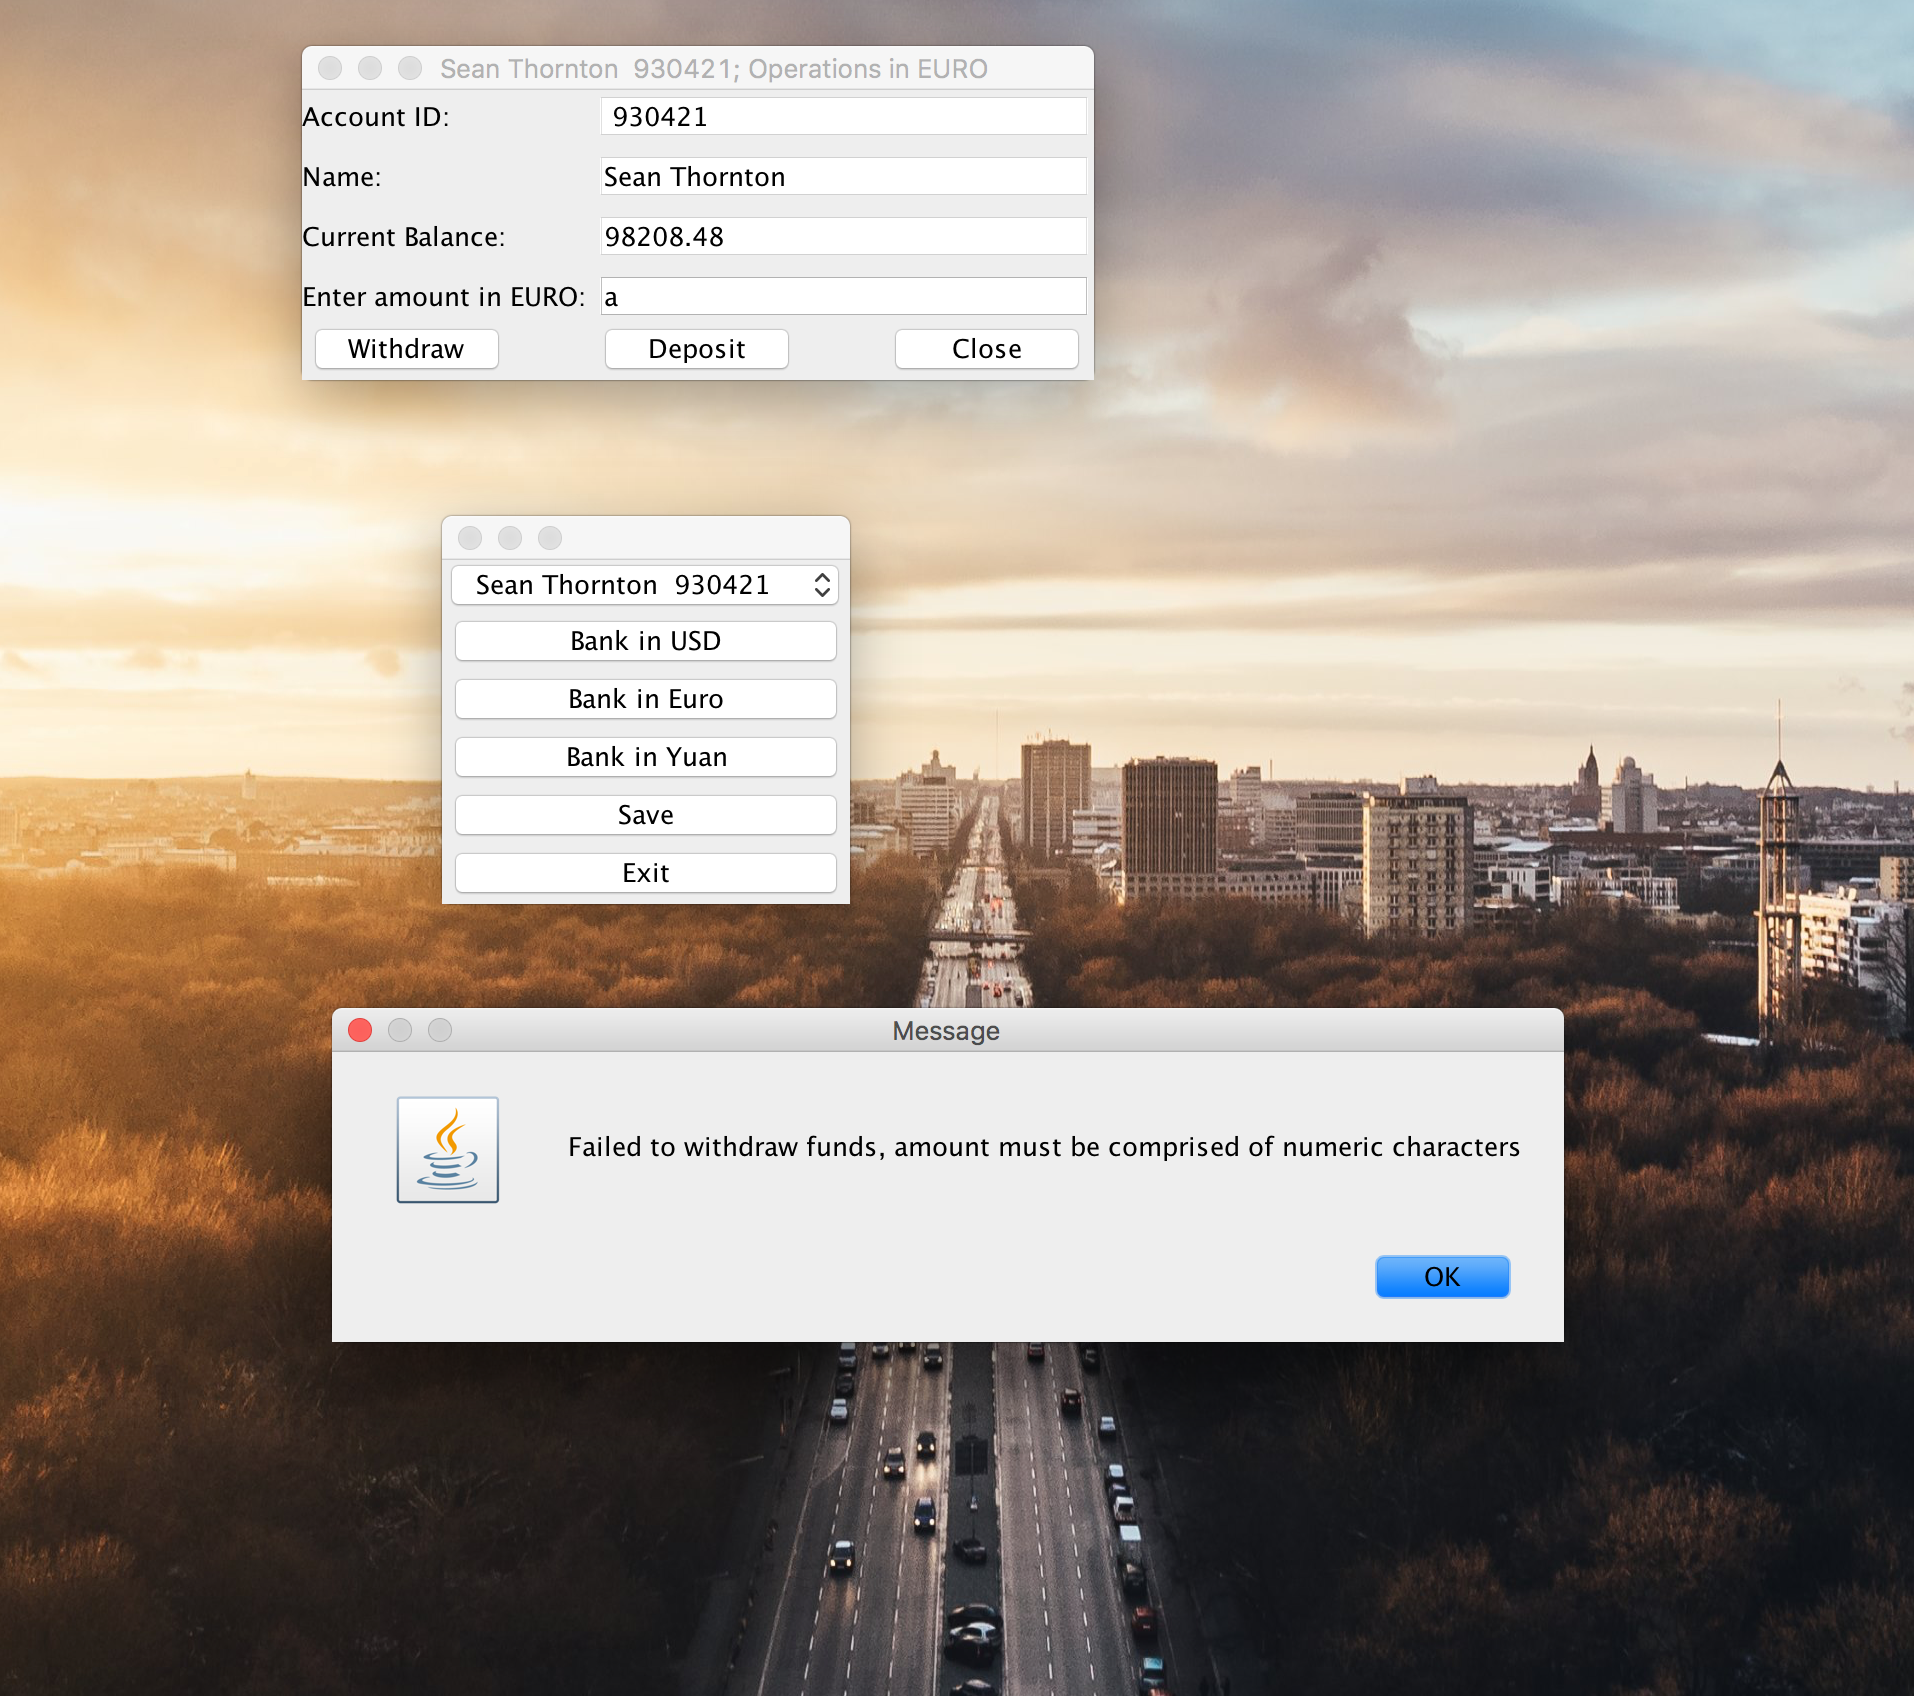 Sean Thornton  930421; Operations in EURO
Account ID: 930421
Name: Sean Thornton
Current Balance: 98208.48
Enter amount in EURO: a
Withdraw Deposit Close
Sean Thornton  930421
Bank in USD
Bank in Euro
Bank in Yuan
Save
Exit
Message
Failed to withdraw funds, amount must be comprised of numeric characters
OK